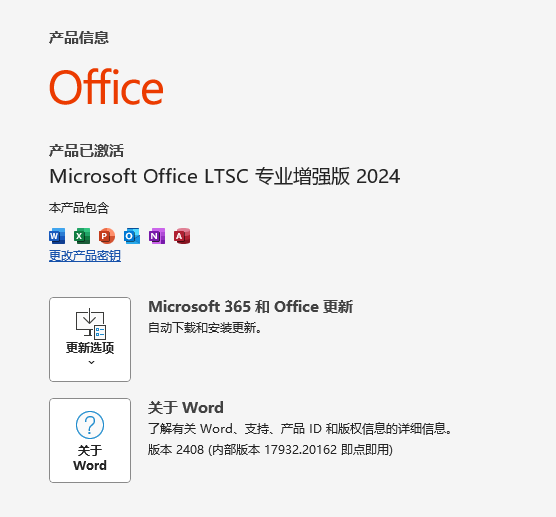 产品信息
Office
产品已激活
Microsoft Office LTSC 专业增强版 2024
本产品包含
W X P O N A
更改产品密钥
更新选项
Microsoft 365 和 Office 更新
自动下载和安装更新。
关于
Word
关于 Word
了解有关 Word、支持、产品 ID 和版权信息的详细信息。
版本 2408 (内部版本 17932.20162 即点即用)